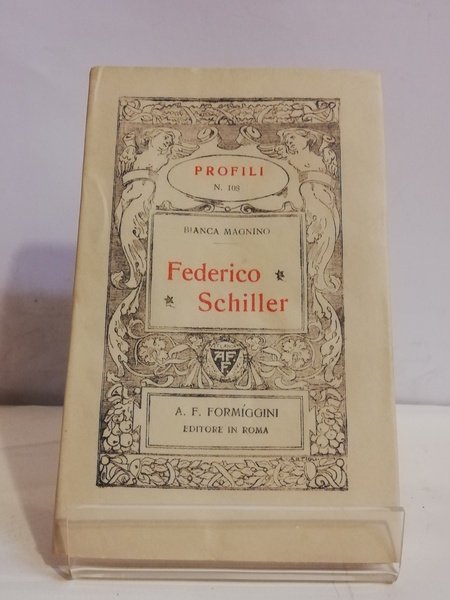 PROFILI
N. 108
BIANCA MAGNINO
Federico
Schiller
A F F
A. F. FORMÍGGINI
EDITORE IN ROMA